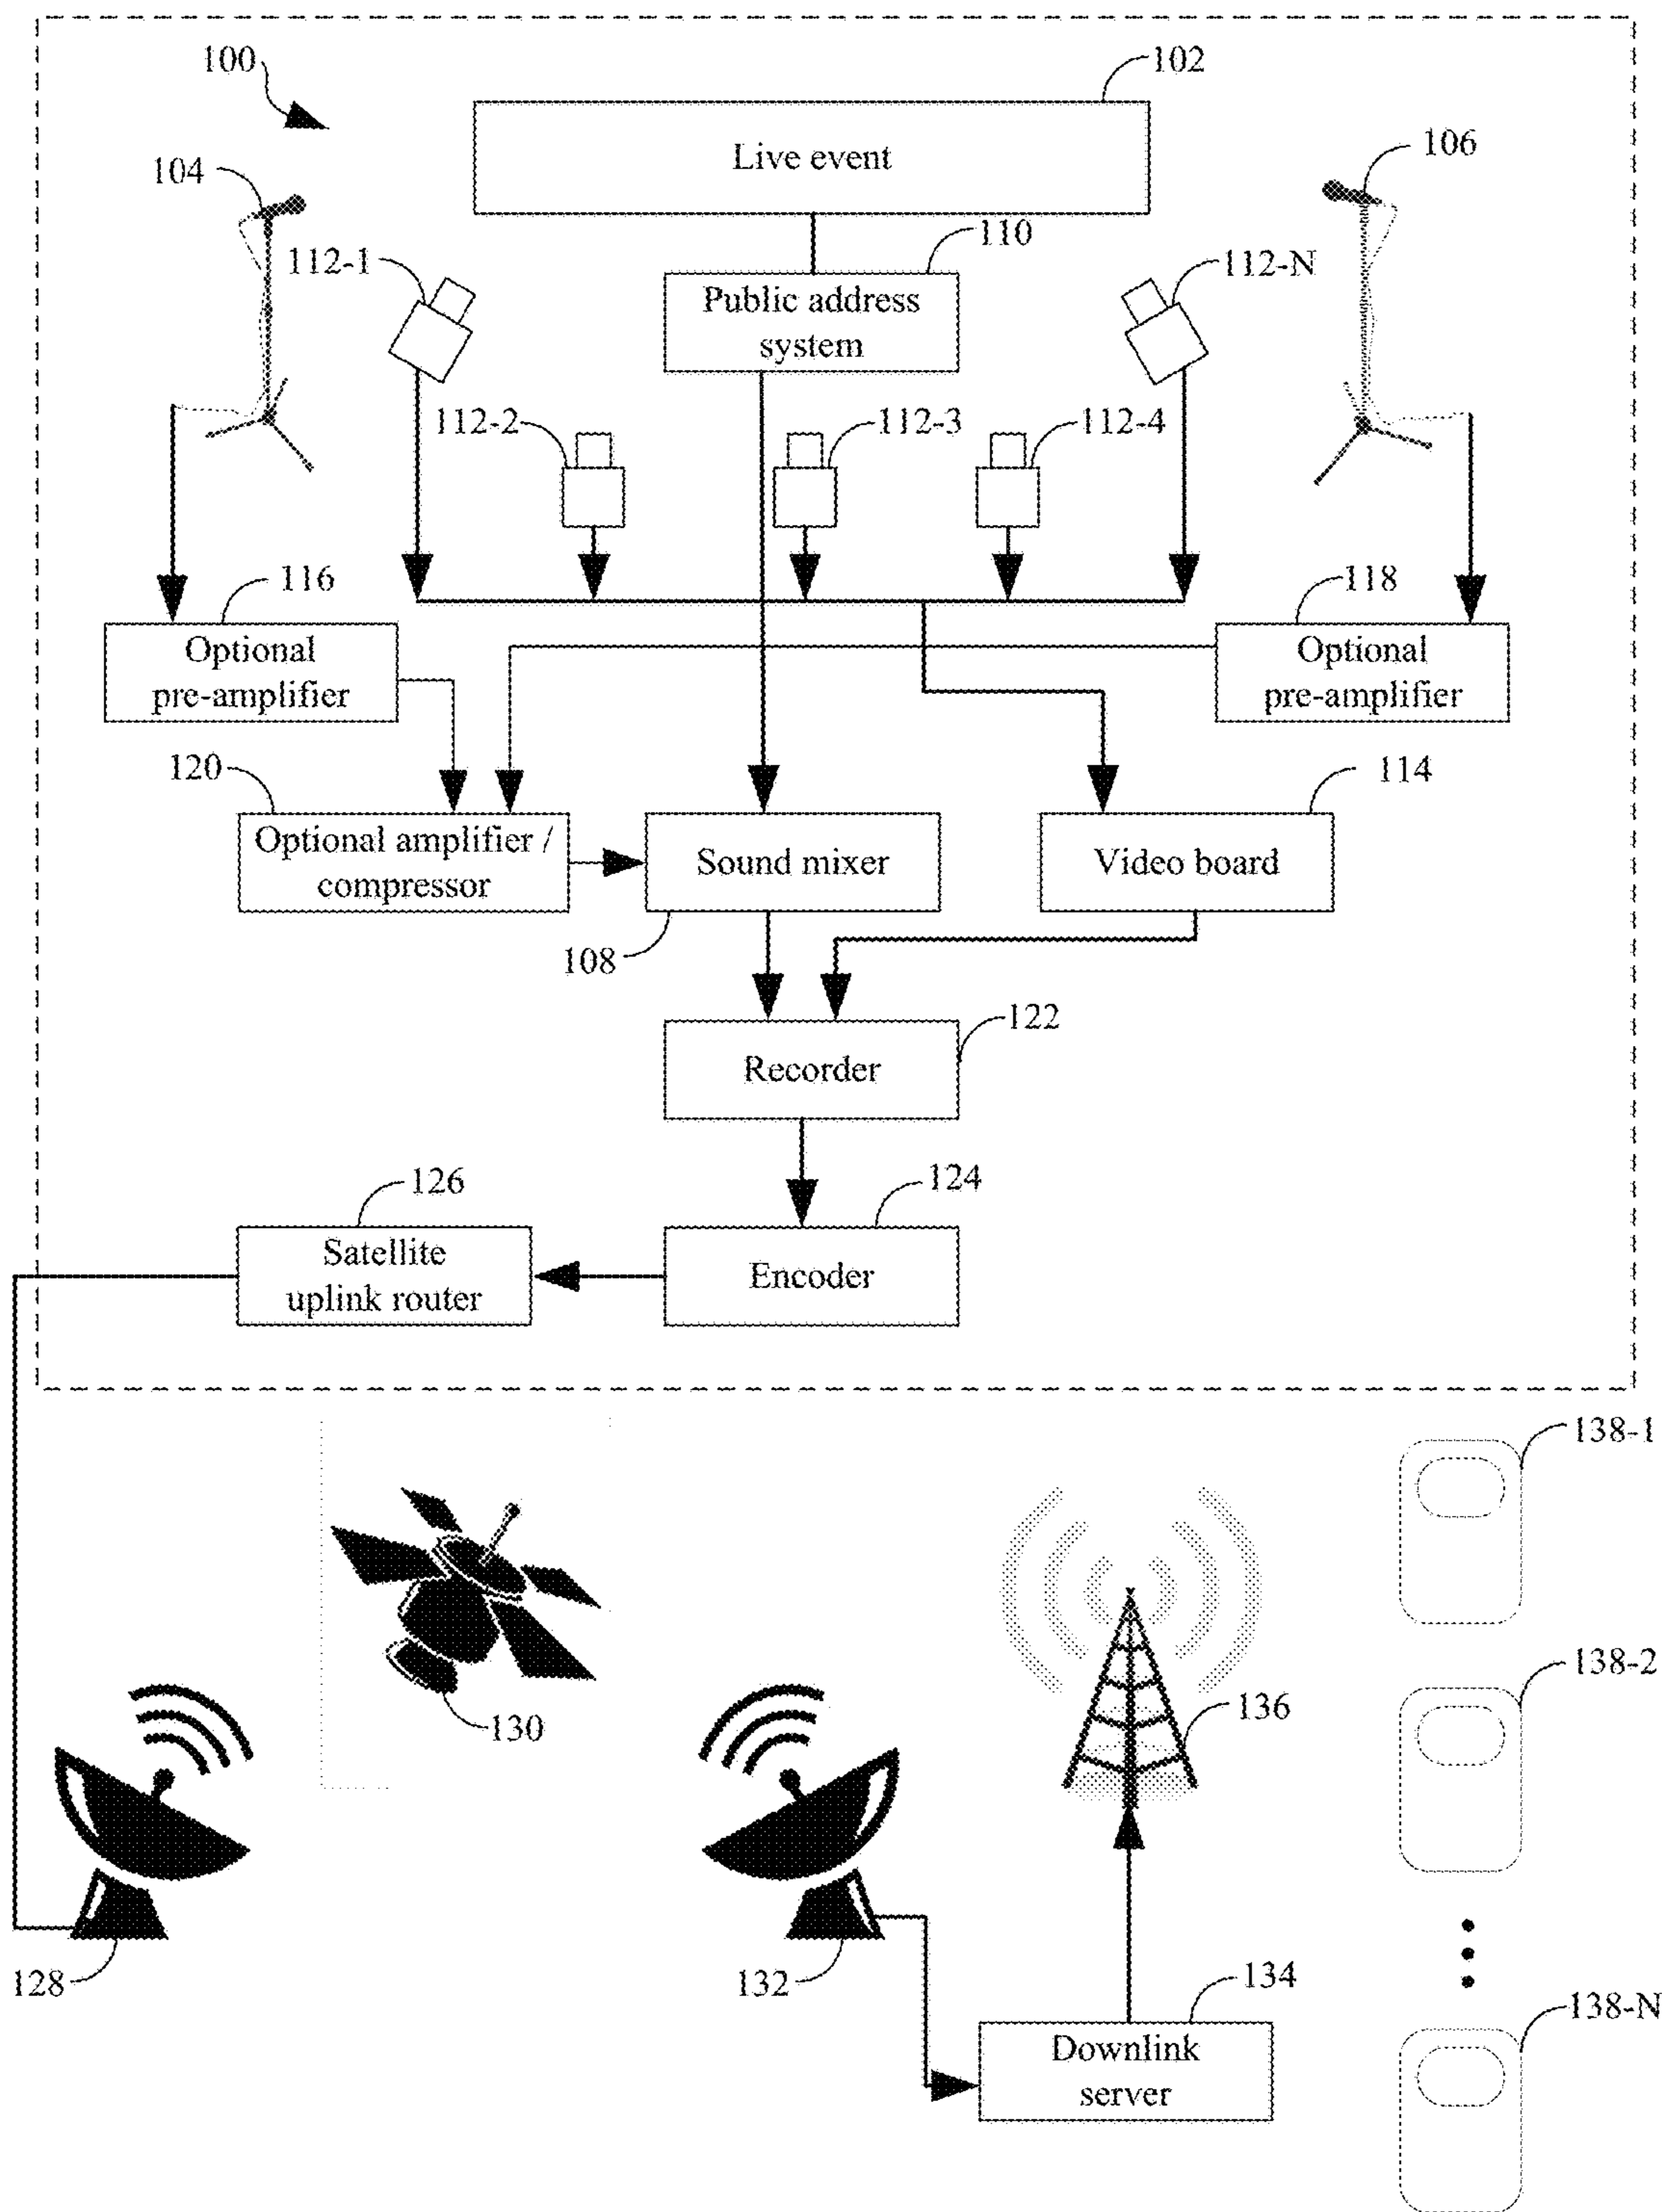 100
102
Live event
104
106
110
112-1
112-N
Public address
system
112-2
112-3
112-4
116
118
Optional
pre-amplifier
Optional
pre-amplifier
120
114
Optional amplifier /
compressor
Sound mixer
Video board
108
122
Recorder
126
124
Satellite
uplink router
Encoder
138-1
138-2
130
136
128
132
134
138-N
Downlink
server